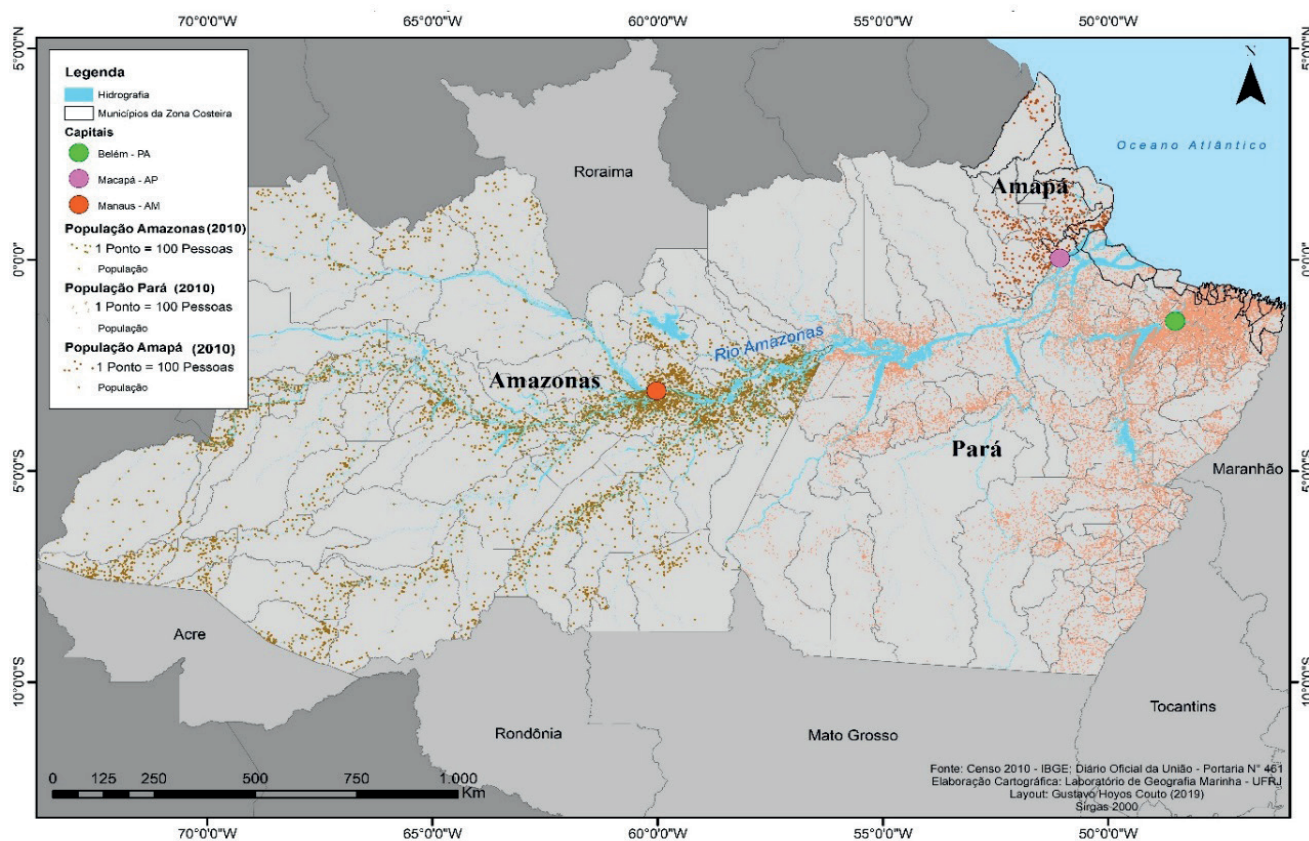 70°0'0"W 65°0'0"W 60°0'0"W 55°0'0"W 50°0'0"W
5°0'0"N
5°0'0"N
Legenda
Hidrografia
Municípios da Zona Costeira
Capitais
Belém - PA
Macapá - AP
Manaus - AM
População Amazonas (2010)
1 Ponto = 100 Pessoas
População
População Pará (2010)
1 Ponto = 100 Pessoas
População
População Amapá (2010)
1 Ponto = 100 Pessoas
População
N
Oceano Atlântico
Roraima
Amapá
0°0'0"
0°0'0"
Rio Amazonas
Amazonas
Pará
5°0'0"S
5°0'0"S
Maranhão
Acre
10°0'0"S
10°0'0"S
Tocantins
Rondônia
Mato Grosso
0 125 250 500 750 1.000
Km
Fonte: Censo 2010 - IBGE; Diário Oficial da União - Portaria N° 461
Elaboração Cartográfica: Laboratório de Geografia Marinha - UFRJ
Layout: Gustavo Hoyos Couto (2019)
Sirgas 2000
70°0'0"W 65°0'0"W 60°0'0"W 55°0'0"W 50°0'0"W